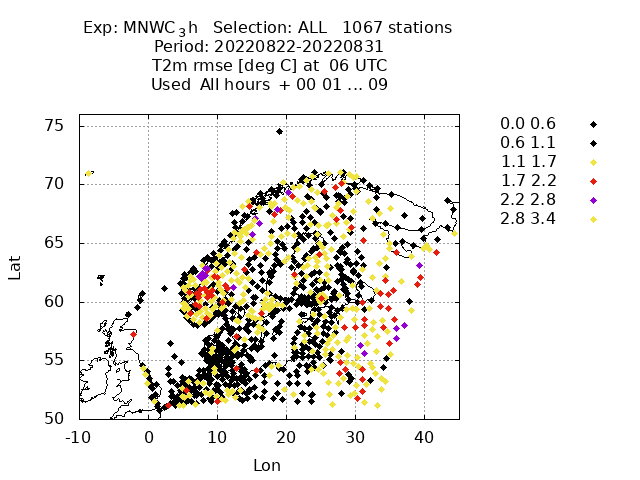 Exp: MNWC3h Selection: ALL 1067 stations
Period: 20220822-20220831
T2m rmse [deg C] at 06 UTC
Used All hours + 00 01 ... 09
0.0 0.6
0.6 1.1
1.1 1.7
1.7 2.2
2.2 2.8
2.8 3.4
75
70
65
60
55
50
Lat
-10 0 10 20 30 40
Lon